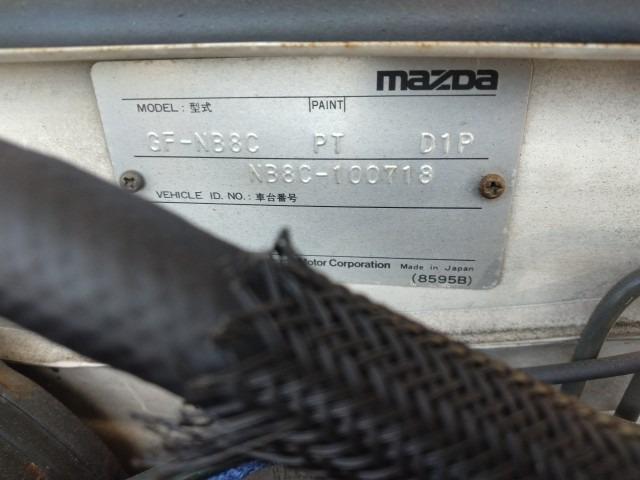 mazda
MODEL : 型式 PAINT
GF-NB8C PT D1P
NB8C-100718
VEHICLE ID. NO. : 車台番号
Motor Corporation Made in Japan
(8595B)